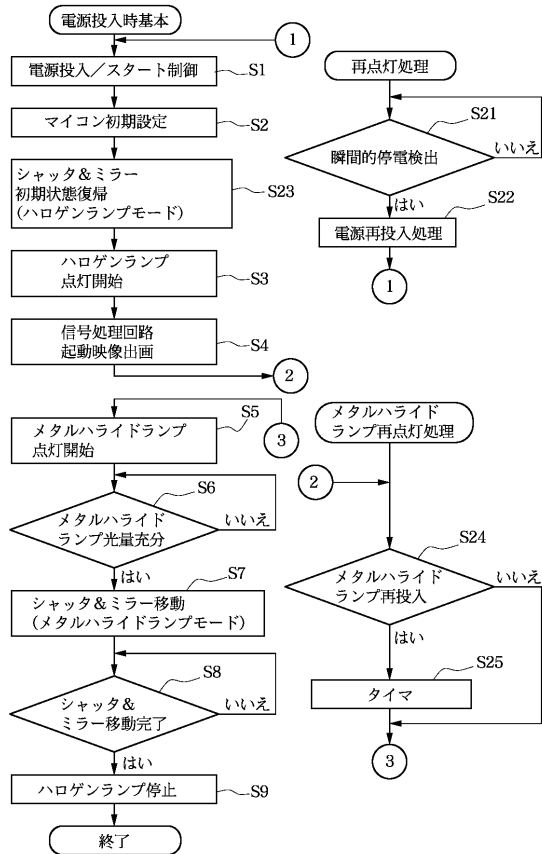 電源投入時基本
1
電源投入／スタート制御
S1
マイコン初期設定
S2
シャッタ&ミラー
初期状態復帰
(ハロゲンランプモード)
S23
ハロゲンランプ
点灯開始
S3
信号処理回路
起動映像出画
S4
2
再点灯処理
S21
瞬間的停電検出
いいえ
はい
S22
電源再投入処理
1
S5
メタルハライドランプ
点灯開始
3
S6
メタルハライド
ランプ光量充分
いいえ
はい
S7
シャッタ&ミラー移動
(メタルハライドランプモード)
S8
シャッタ&
ミラー移動完了
いいえ
はい
ハロゲンランプ停止
S9
終了
メタルハライド
ランプ再点灯処理
2
S24
メタルハライド
ランプ再投入
いいえ
はい
S25
タイマ
3